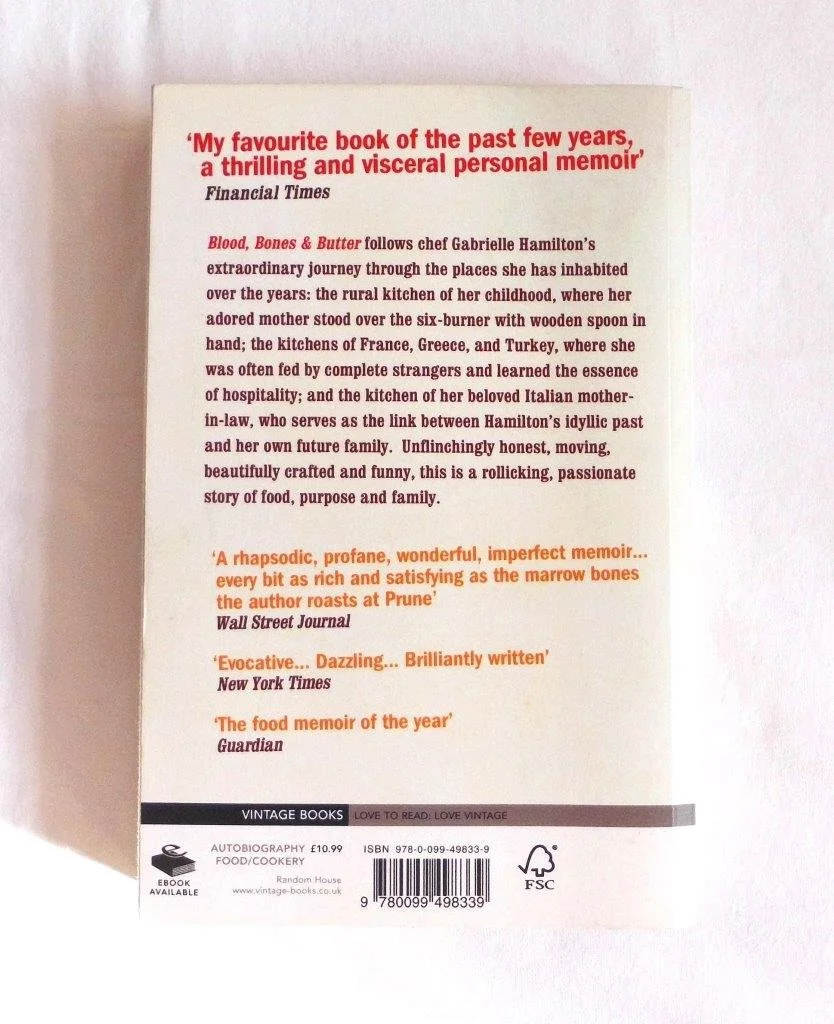 ‘My favourite book of the past few years,
a thrilling and visceral personal memoir’
Financial Times
Blood, Bones & Butter follows chef Gabrielle Hamilton’s
extraordinary journey through the places she has inhabited
over the years: the rural kitchen of her childhood, where her
adored mother stood over the six-burner with wooden spoon in
hand; the kitchens of France, Greece, and Turkey, where she
was often fed by complete strangers and learned the essence
of hospitality; and the kitchen of her beloved Italian mother-
in-law, who serves as the link between Hamilton’s idyllic past
and her own future family. Unflinchingly honest, moving,
beautifully crafted and funny, this is a rollicking, passionate
story of food, purpose and family.
‘A rhapsodic, profane, wonderful, imperfect memoir...
every bit as rich and satisfying as the marrow bones
the author roasts at Prune’
Wall Street Journal
‘Evocative... Dazzling... Brilliantly written’
New York Times
‘The food memoir of the year’
Guardian
VINTAGE BOOKS LOVE TO READ: LOVE VINTAGE
EBOOK
AVAILABLE
AUTOBIOGRAPHY £10.99
FOOD/COOKERY
Random House
www.vintage-books.co.uk
ISBN 978-0-099-49833-9
9 780099 498339
FSC